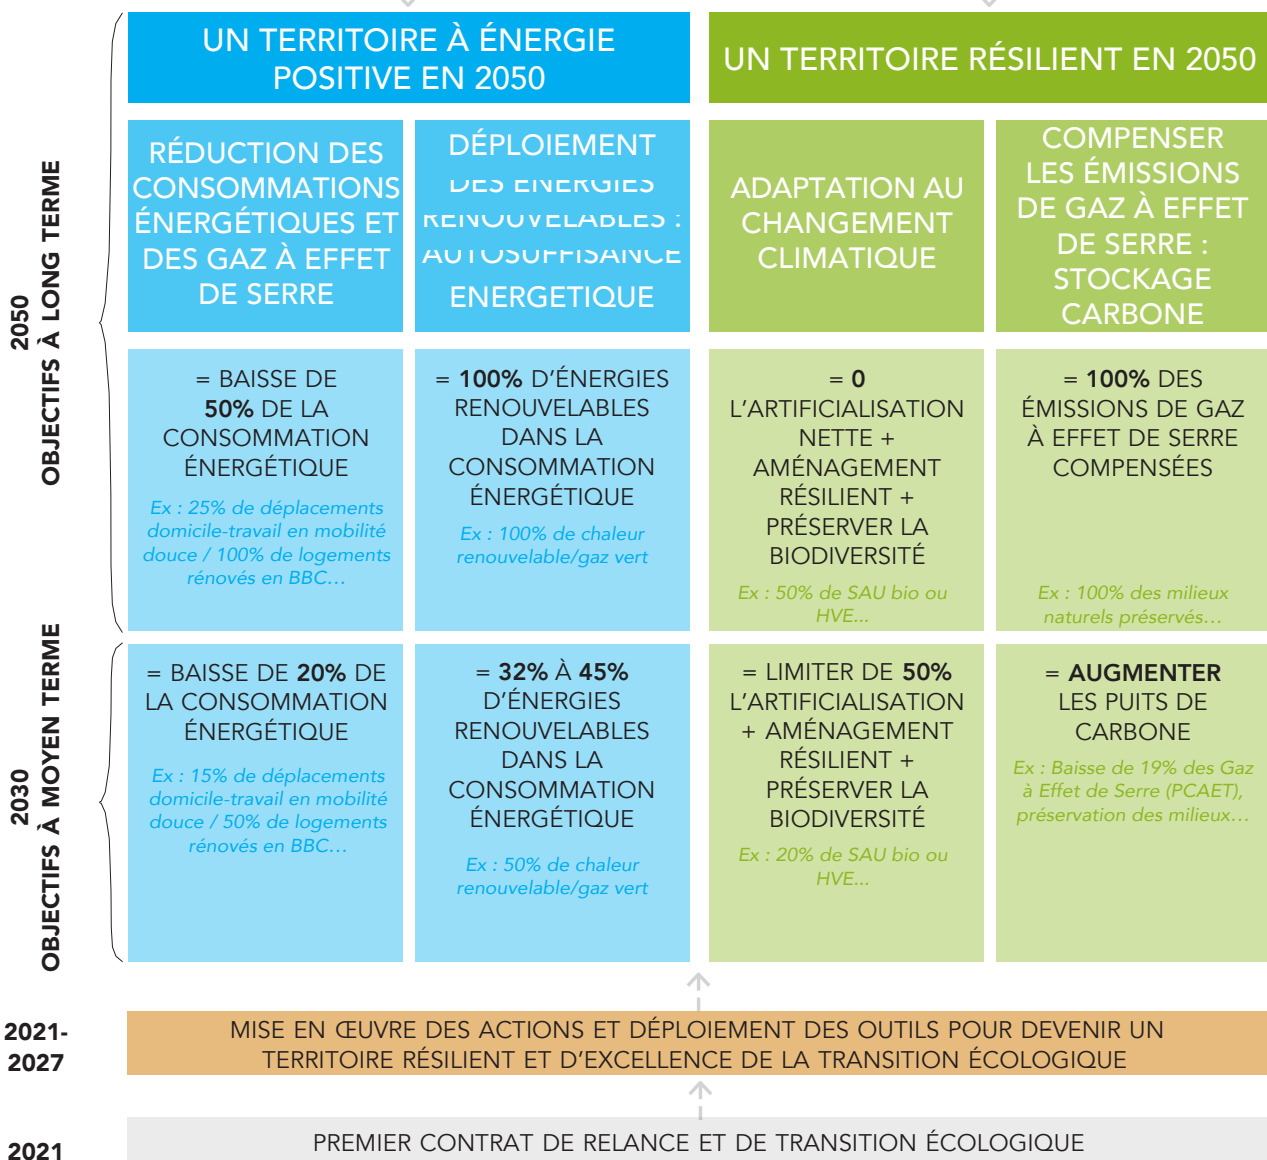 UN TERRITOIRE À ÉNERGIE
POSITIVE EN 2050
UN TERRITOIRE RÉSILIENT EN 2050
2050
OBJECTIFS À LONG TERME
RÉDUCTION DES
CONSOMMATIONS
ÉNERGÉTIQUES ET
DES GAZ À EFFET
DE SERRE
DÉPLOIEMENT
DES ENERGIES
RENOUVELABLES :
AUTOSUFFISANCE
ENERGETIQUE
ADAPTATION AU
CHANGEMENT
CLIMATIQUE
COMPENSER
LES ÉMISSIONS
DE GAZ À EFFET
DE SERRE :
STOCKAGE
CARBONE
= BAISSE DE
50% DE LA
CONSOMMATION
ÉNERGÉTIQUE
Ex : 25% de déplacements
domicile-travail en mobilité
douce / 100% de logements
rénovés en BBC…
= 100% D’ÉNERGIES
RENOUVELABLES
DANS LA
CONSOMMATION
ÉNERGÉTIQUE
Ex : 100% de chaleur
renouvelable/gaz vert
= 0
L’ARTIFICIALISATION
NETTE +
AMÉNAGEMENT
RÉSILIENT +
PRÉSERVER LA
BIODIVERSITÉ
Ex : 50% de SAU bio ou
HVE...
= 100% DES
ÉMISSIONS DE GAZ
À EFFET DE SERRE
COMPENSÉES
Ex : 100% des milieux
naturels préservés…
2030
OBJECTIFS À MOYEN TERME
= BAISSE DE 20% DE
LA CONSOMMATION
ÉNERGÉTIQUE
Ex : 15% de déplacements
domicile-travail en mobilité
douce / 50% de logements
rénovés en BBC…
= 32% À 45%
D’ÉNERGIES
RENOUVELABLES
DANS LA
CONSOMMATION
ÉNERGÉTIQUE
Ex : 50% de chaleur
renouvelable/gaz vert
= LIMITER DE 50%
L’ARTIFICIALISATION
+ AMÉNAGEMENT
RÉSILIENT +
PRÉSERVER LA
BIODIVERSITÉ
Ex : 20% de SAU bio ou
HVE...
= AUGMENTER
LES PUITS DE
CARBONE
Ex : Baisse de 19% des Gaz
à Effet de Serre (PCAET),
préservation des milieux…
2021-
2027
MISE EN ŒUVRE DES ACTIONS ET DÉPLOIEMENT DES OUTILS POUR DEVENIR UN
TERRITOIRE RÉSILIENT ET D’EXCELLENCE DE LA TRANSITION ÉCOLOGIQUE
2021
PREMIER CONTRAT DE RELANCE ET DE TRANSITION ÉCOLOGIQUE